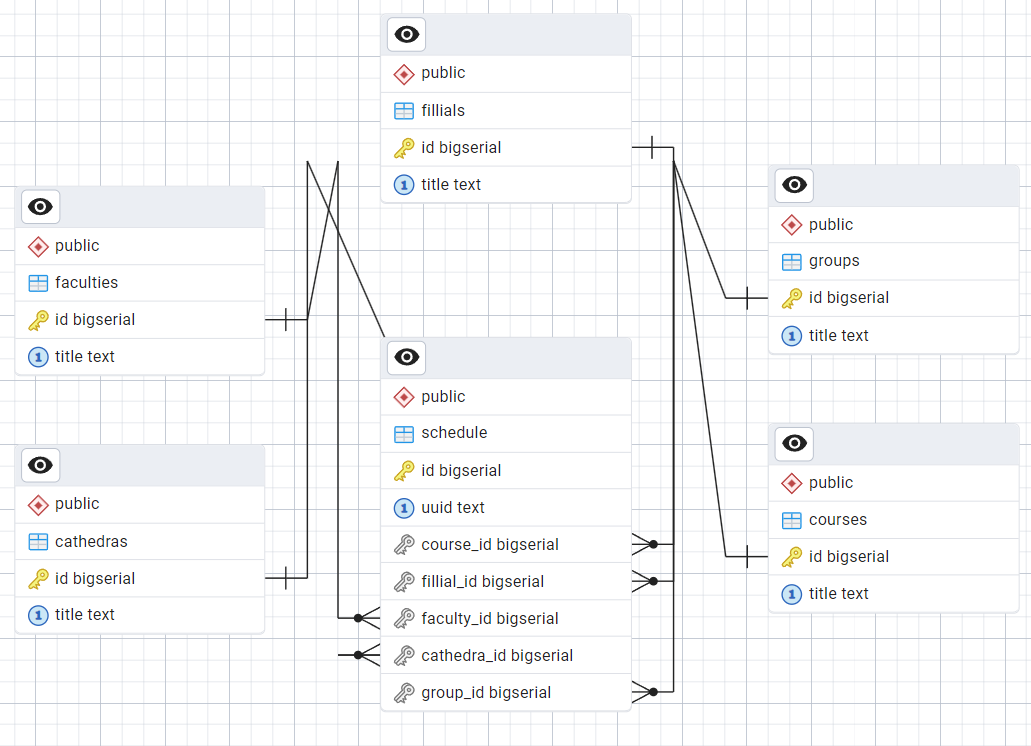 public
fillials
id bigserial
title text
public
faculties
id bigserial
title text
public
groups
id bigserial
title text
public
schedule
id bigserial
uuid text
course_id bigserial
fillial_id bigserial
faculty_id bigserial
cathedra_id bigserial
group_id bigserial
public
cathedras
id bigserial
title text
public
courses
id bigserial
title text